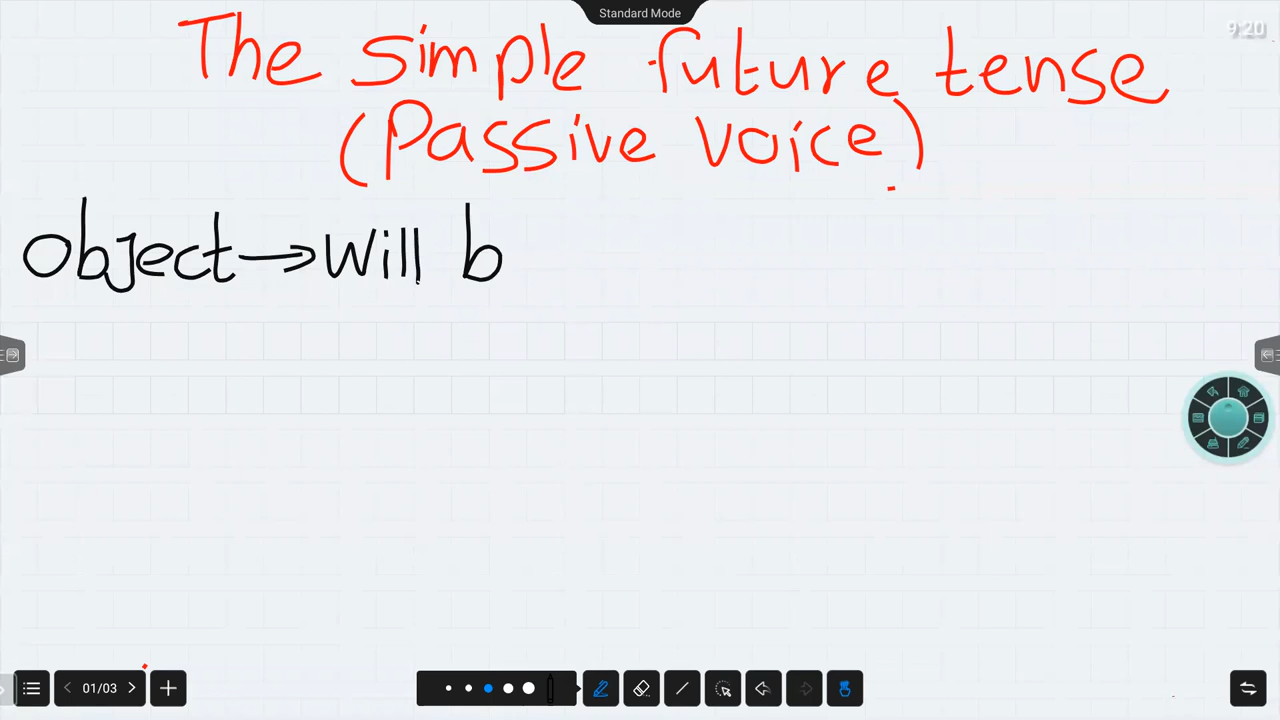 Standard Mode
9:20
The simple future tense
(Passive voice)
Object→Will b
01/03